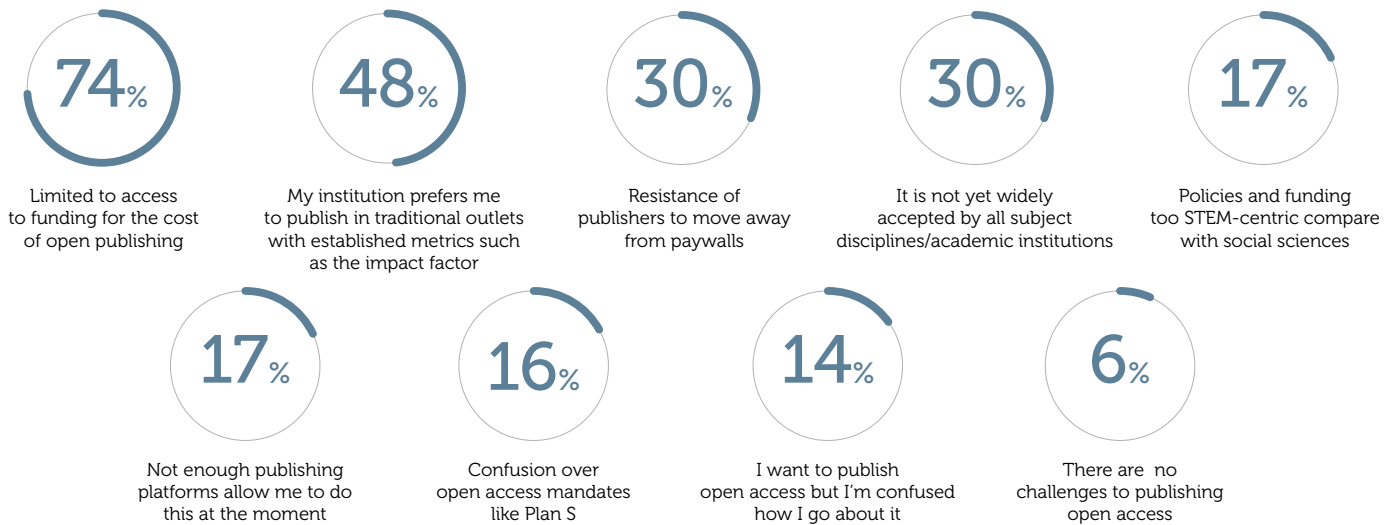 74%
Limited to access
to funding for the cost
of open publishing
48%
My institution prefers me
to publish in traditional outlets
with established metrics such
as the impact factor
30%
Resistance of
publishers to move away
from paywalls
30%
It is not yet widely
accepted by all subject
disciplines/academic institutions
17%
Policies and funding
too STEM-centric compare
with social sciences
17%
Not enough publishing
platforms allow me to do
this at the moment
16%
Confusion over
open access mandates
like Plan S
14%
I want to publish
open access but I'm confused
how I go about it
6%
There are  no
challenges to publishing
open access